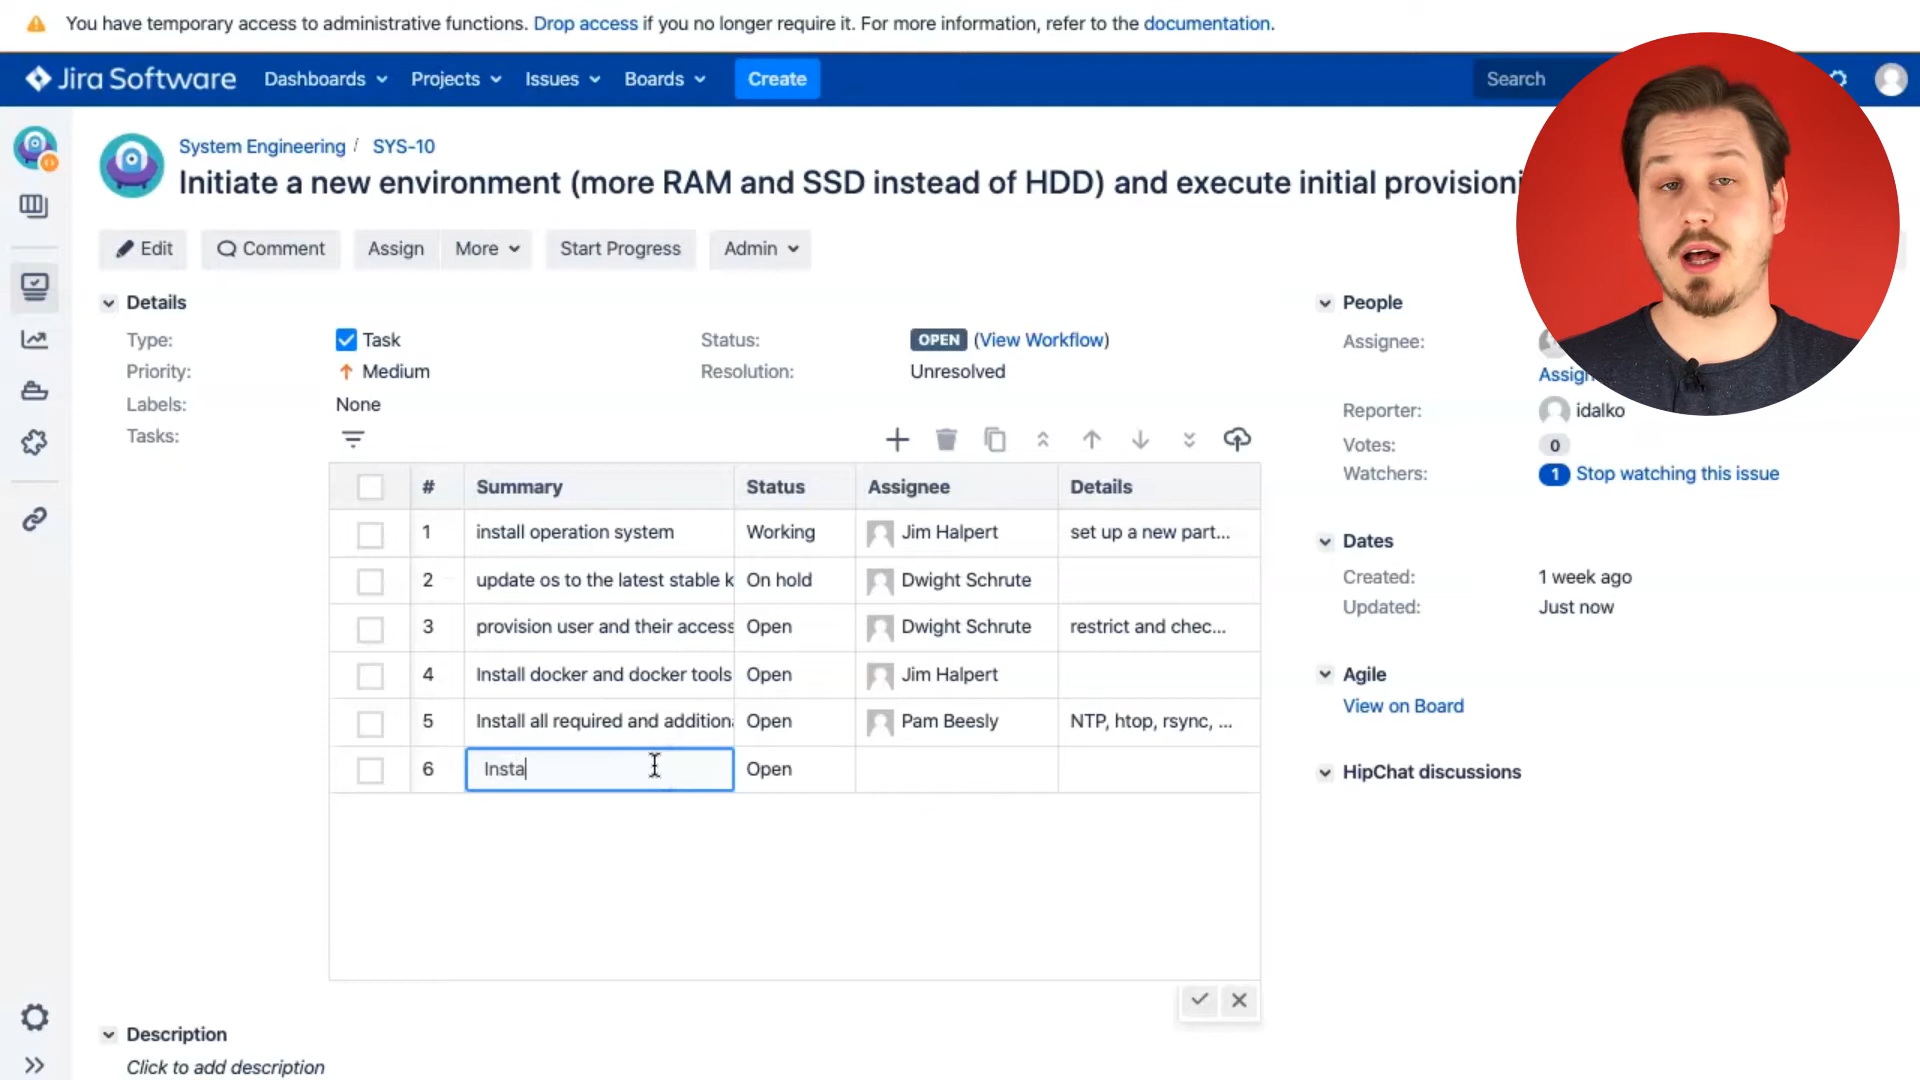 You have temporary access to administrative functions. Drop access if you no longer require it. For more information, refer to the documentation.
Jira Software Dashboards Projects Issues Boards Create Search
System Engineering / SYS-10
Initiate a new environment (more RAM and SSD instead of HDD) and execute initial provisioni
Edit Comment Assign More Start Progress Admin
Details
Type: Task Status: OPEN (View Workflow)
Priority: Medium Resolution: Unresolved
Labels: None
Tasks:
# Summary Status Assignee Details
1 install operation system Working Jim Halpert set up a new part...
2 update os to the latest stable k On hold Dwight Schrute
3 provision user and their access Open Dwight Schrute restrict and chec...
4 Install docker and docker tools Open Jim Halpert
5 Install all required and addition Open Pam Beesly NTP, htop, rsync, ...
6 Insta Open
Description
Click to add description
People
Assignee:
Assign
Reporter: idalko
Votes: 0
Watchers: 1 Stop watching this issue
Dates
Created: 1 week ago
Updated: Just now
Agile
View on Board
HipChat discussions